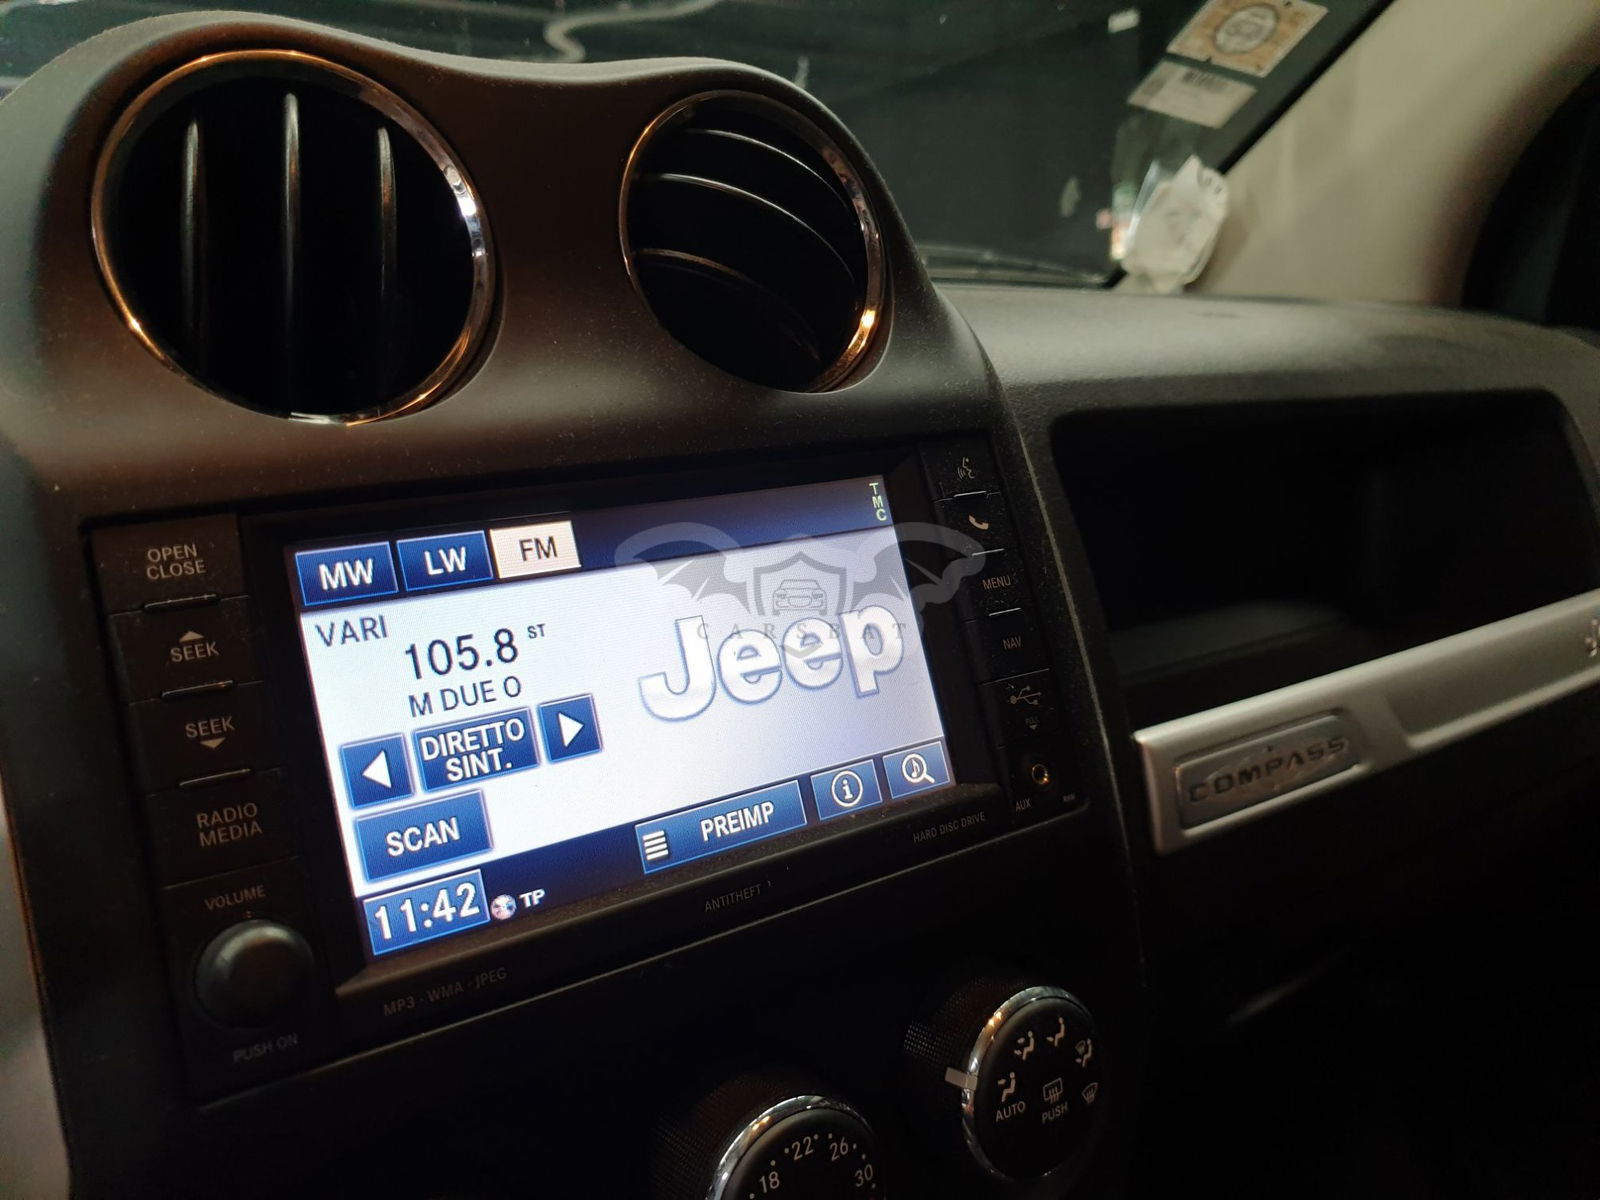 OPEN
CLOSE
SEEK
SEEK
RADIO
MEDIA
VOLUME
PUSH ON
MW
LW
FM
TMC
VARI
105.8 ST
M DUE O
Jeep
CARSEAT
DIRETTO
SINT.
SCAN
PREIMP
i
11:42
TP
MENU
NAV
AUX
HARD DISC DRIVE
ANTITHEFT
MP3 - WMA - JPEG
COMPASS
AUTO
PUSH
18
22
26
30